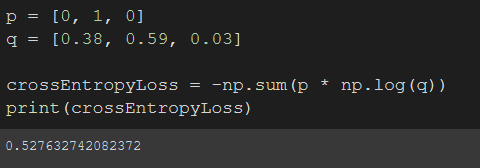 p = [0, 1, 0]
q = [0.38, 0.59, 0.03]
crossEntropyLoss = -np.sum(p * np.log(q))
print(crossEntropyLoss)
0.527632742082372